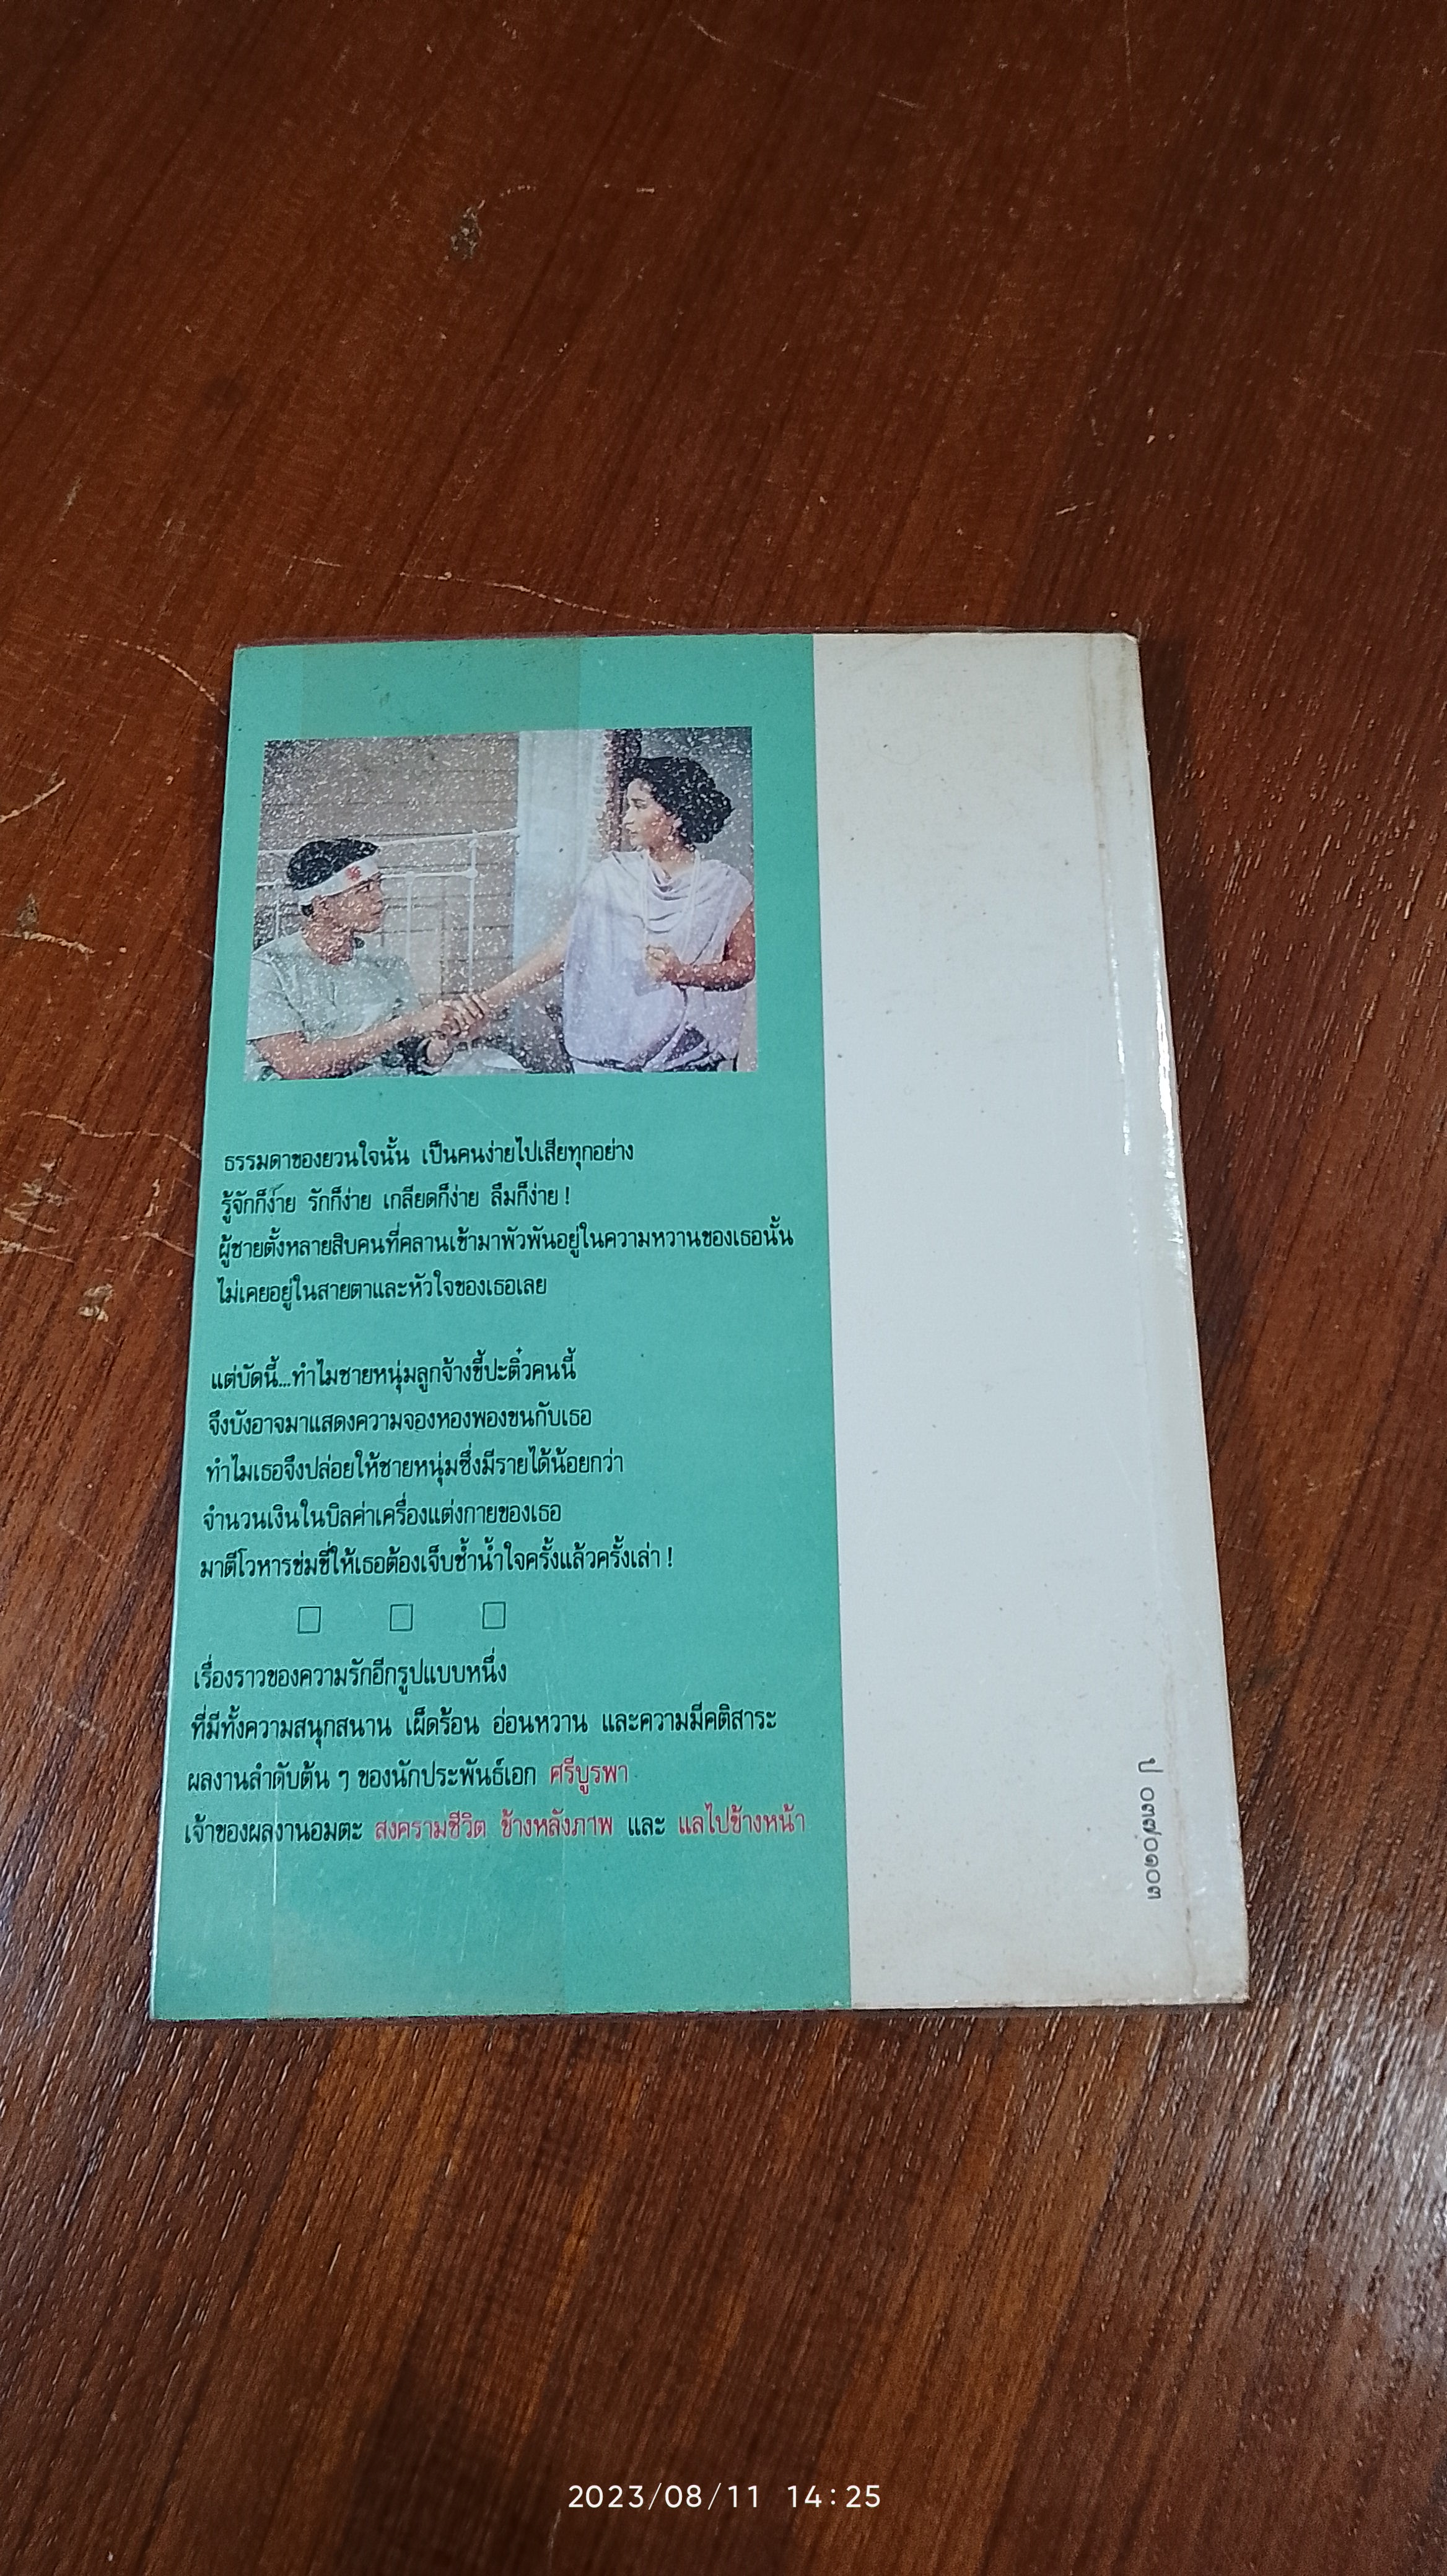 ธรรมดาของยวนใจนั้น เป็นคนง่ายไปเสียทุกอย่าง
รู้จักก็ง่าย รักก็ง่าย เกลียดก็ง่าย ลืมก็ง่าย !
ผู้ชายตั้งหลายสิบคนที่คลานเข้ามาพัวพันอยู่ในความหวานของเธอนั้น
ไม่เคยอยู่ในสายตาและหัวใจของเธอเลย
แต่บัดนี้...ทำไมชายหนุ่มลูกจ้างขี้ปะติ๋วคนนี้
จึงบังอาจมาแสดงความจองหองพองขนกับเธอ
ทำไมเธอจึงปล่อยให้ชายหนุ่มซึ่งมีรายได้น้อยกว่า
จำนวนเงินในบิลค่าเครื่องแต่งกายของเธอ
มาตีโวหารข่มขี่ให้เธอต้องเจ็บช้ำน้ำใจครั้งแล้วครั้งเล่า !
เรื่องราวของความรักอีกรูปแบบหนึ่ง
ที่มีทั้งความสนุกสนาน เผ็ดร้อน อ่อนหวาน และความมีคติสาระ
ผลงานลำดับต้น ๆ ของนักประพันธ์เอก ศรีบูรพา
เจ้าของผลงานอมตะ สงครามชีวิต ข้างหลังภาพ และ แลไปข้างหน้า
ป ๐๓๗๐๑๐๓
2023/08/11 14:25